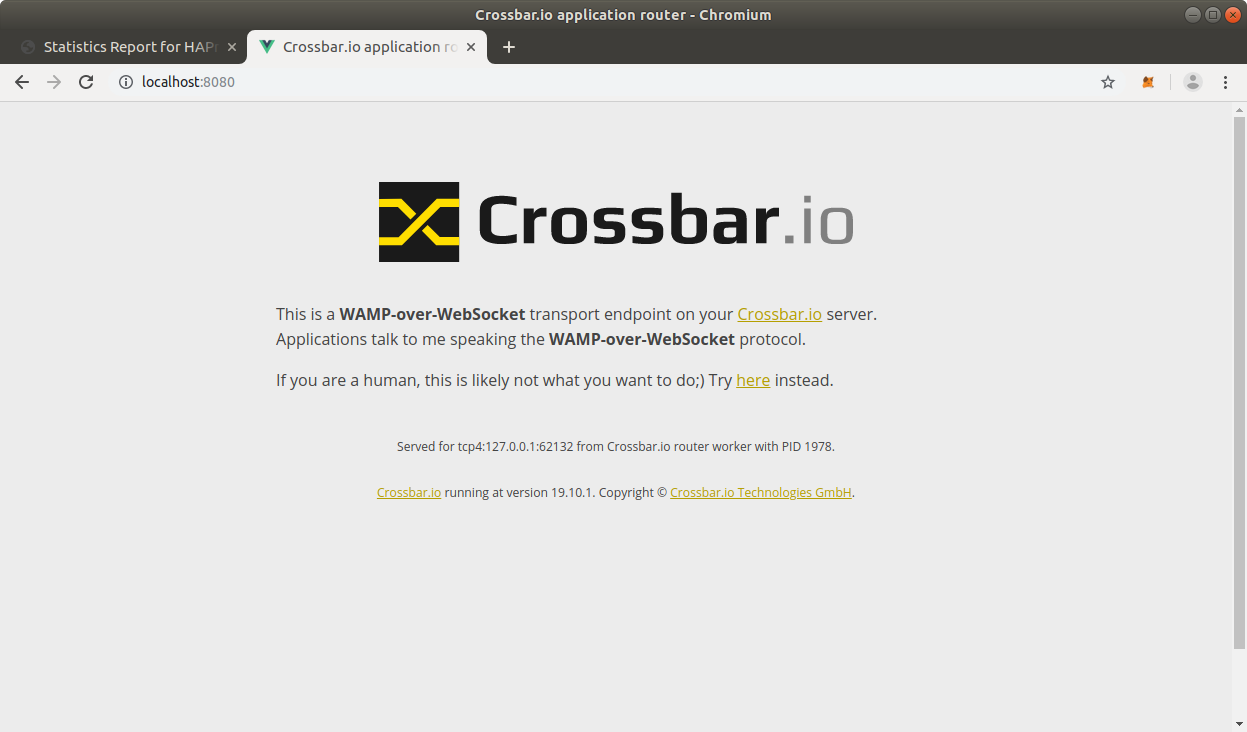 Crossbar.io application router - Chromium
Statistics Report for HAP
Crossbar.io application ro
localhost:8080
Crossbar.io
This is a WAMP-over-WebSocket transport endpoint on your Crossbar.io server.
Applications talk to me speaking the WAMP-over-WebSocket protocol.
If you are a human, this is likely not what you want to do;) Try here instead.
Served for tcp4:127.0.0.1:62132 from Crossbar.io router worker with PID 1978.
Crossbar.io running at version 19.10.1. Copyright © Crossbar.io Technologies GmbH.